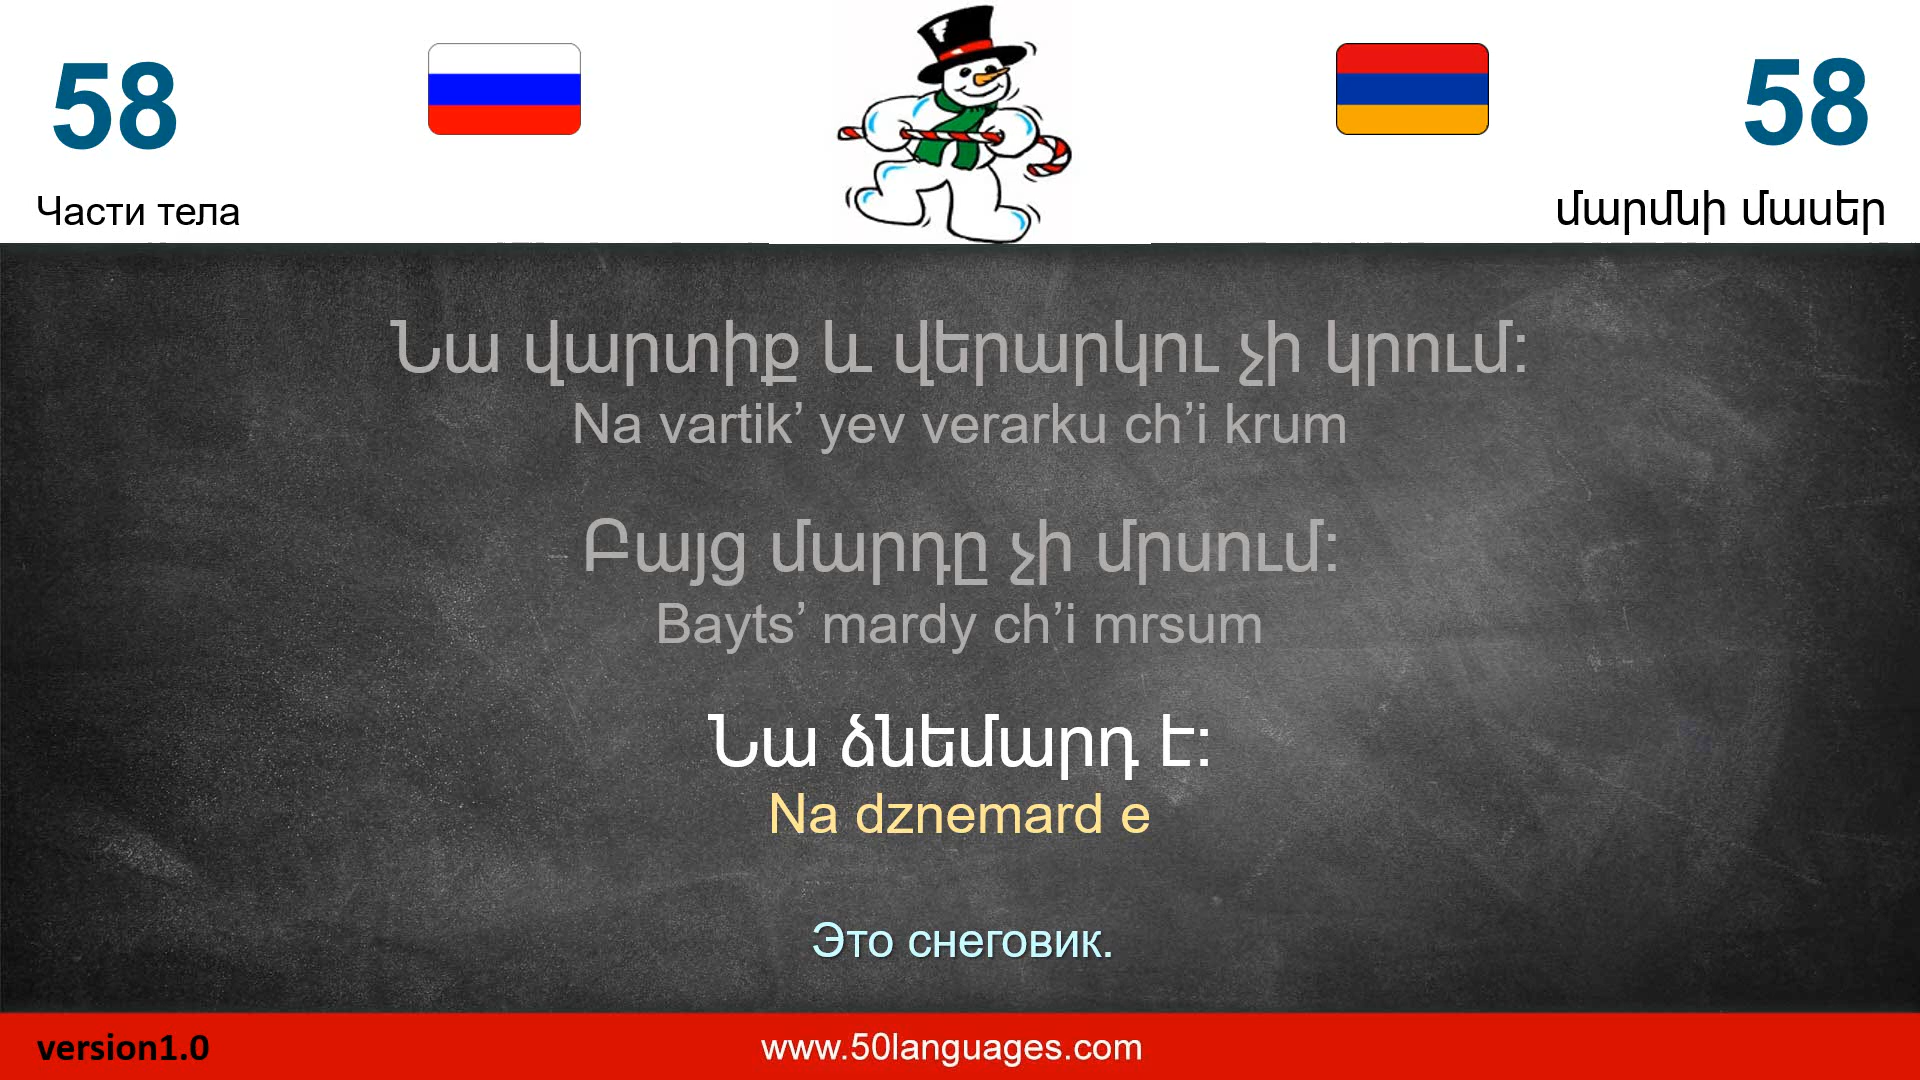 58
58
Части тела
մարմնի մասեր
Նա վարտիք և վերարկու չի կրում:
Na vartik’ yev verarku ch’i krum
Բայց մարդը չի մրսում:
Bayts’ mardy ch’i mrsum
Նա ձնեմարդ է:
Na dznemard e
Это снеговик.
version1.0
www.50languages.com